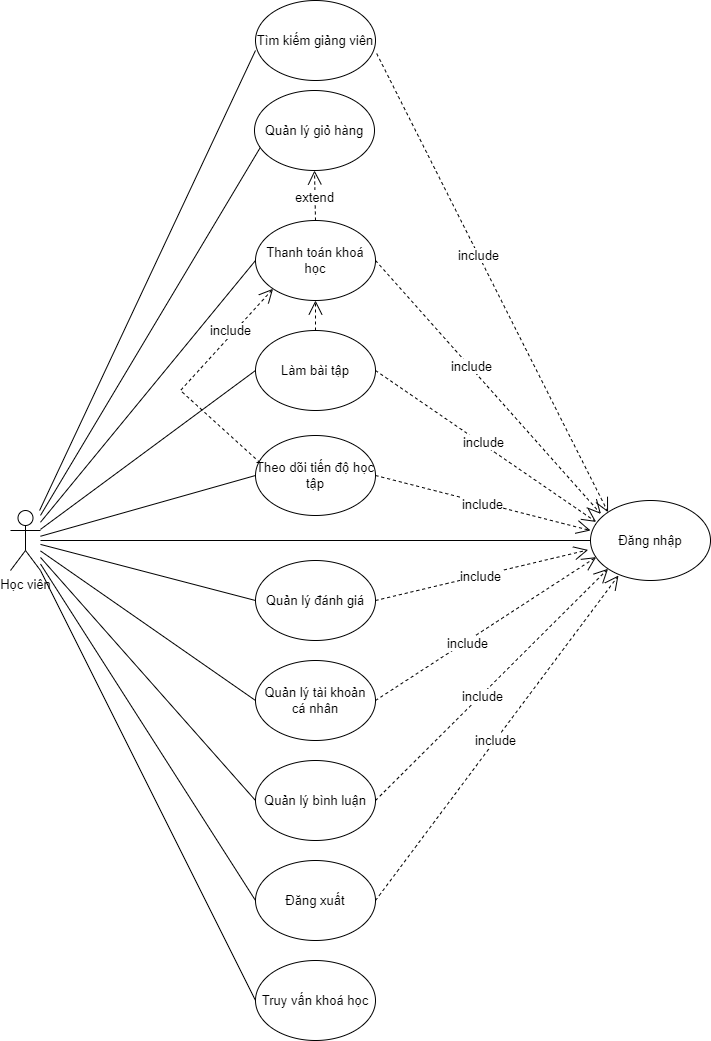 Tìm kiếm giảng viên
Quản lý giỏ hàng
extend
Thanh toán khoá
học
include
include
include
Làm bài tập
include
include
Theo dõi tiến độ học
tập
include
Đăng nhập
Học viên
Quản lý đánh giá
include
include
Quản lý tài khoản
cá nhân
include
include
Quản lý bình luận
Đăng xuất
Truy vấn khoá học